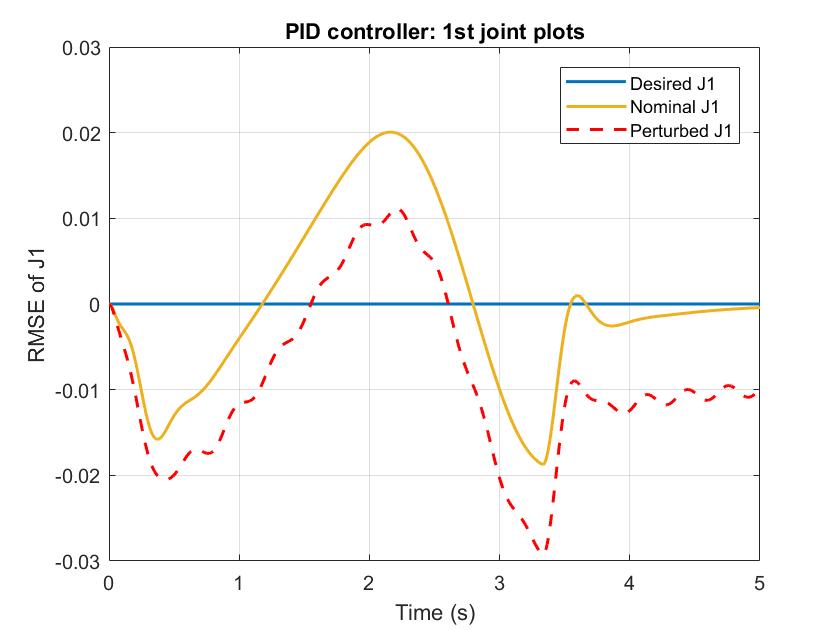 PID controller: 1st joint plots
0.03
0.02
0.01
0
-0.01
-0.02
-0.03
RMSE of J1
Desired J1
Nominal J1
Perturbed J1
0 1 2 3 4 5
Time (s)